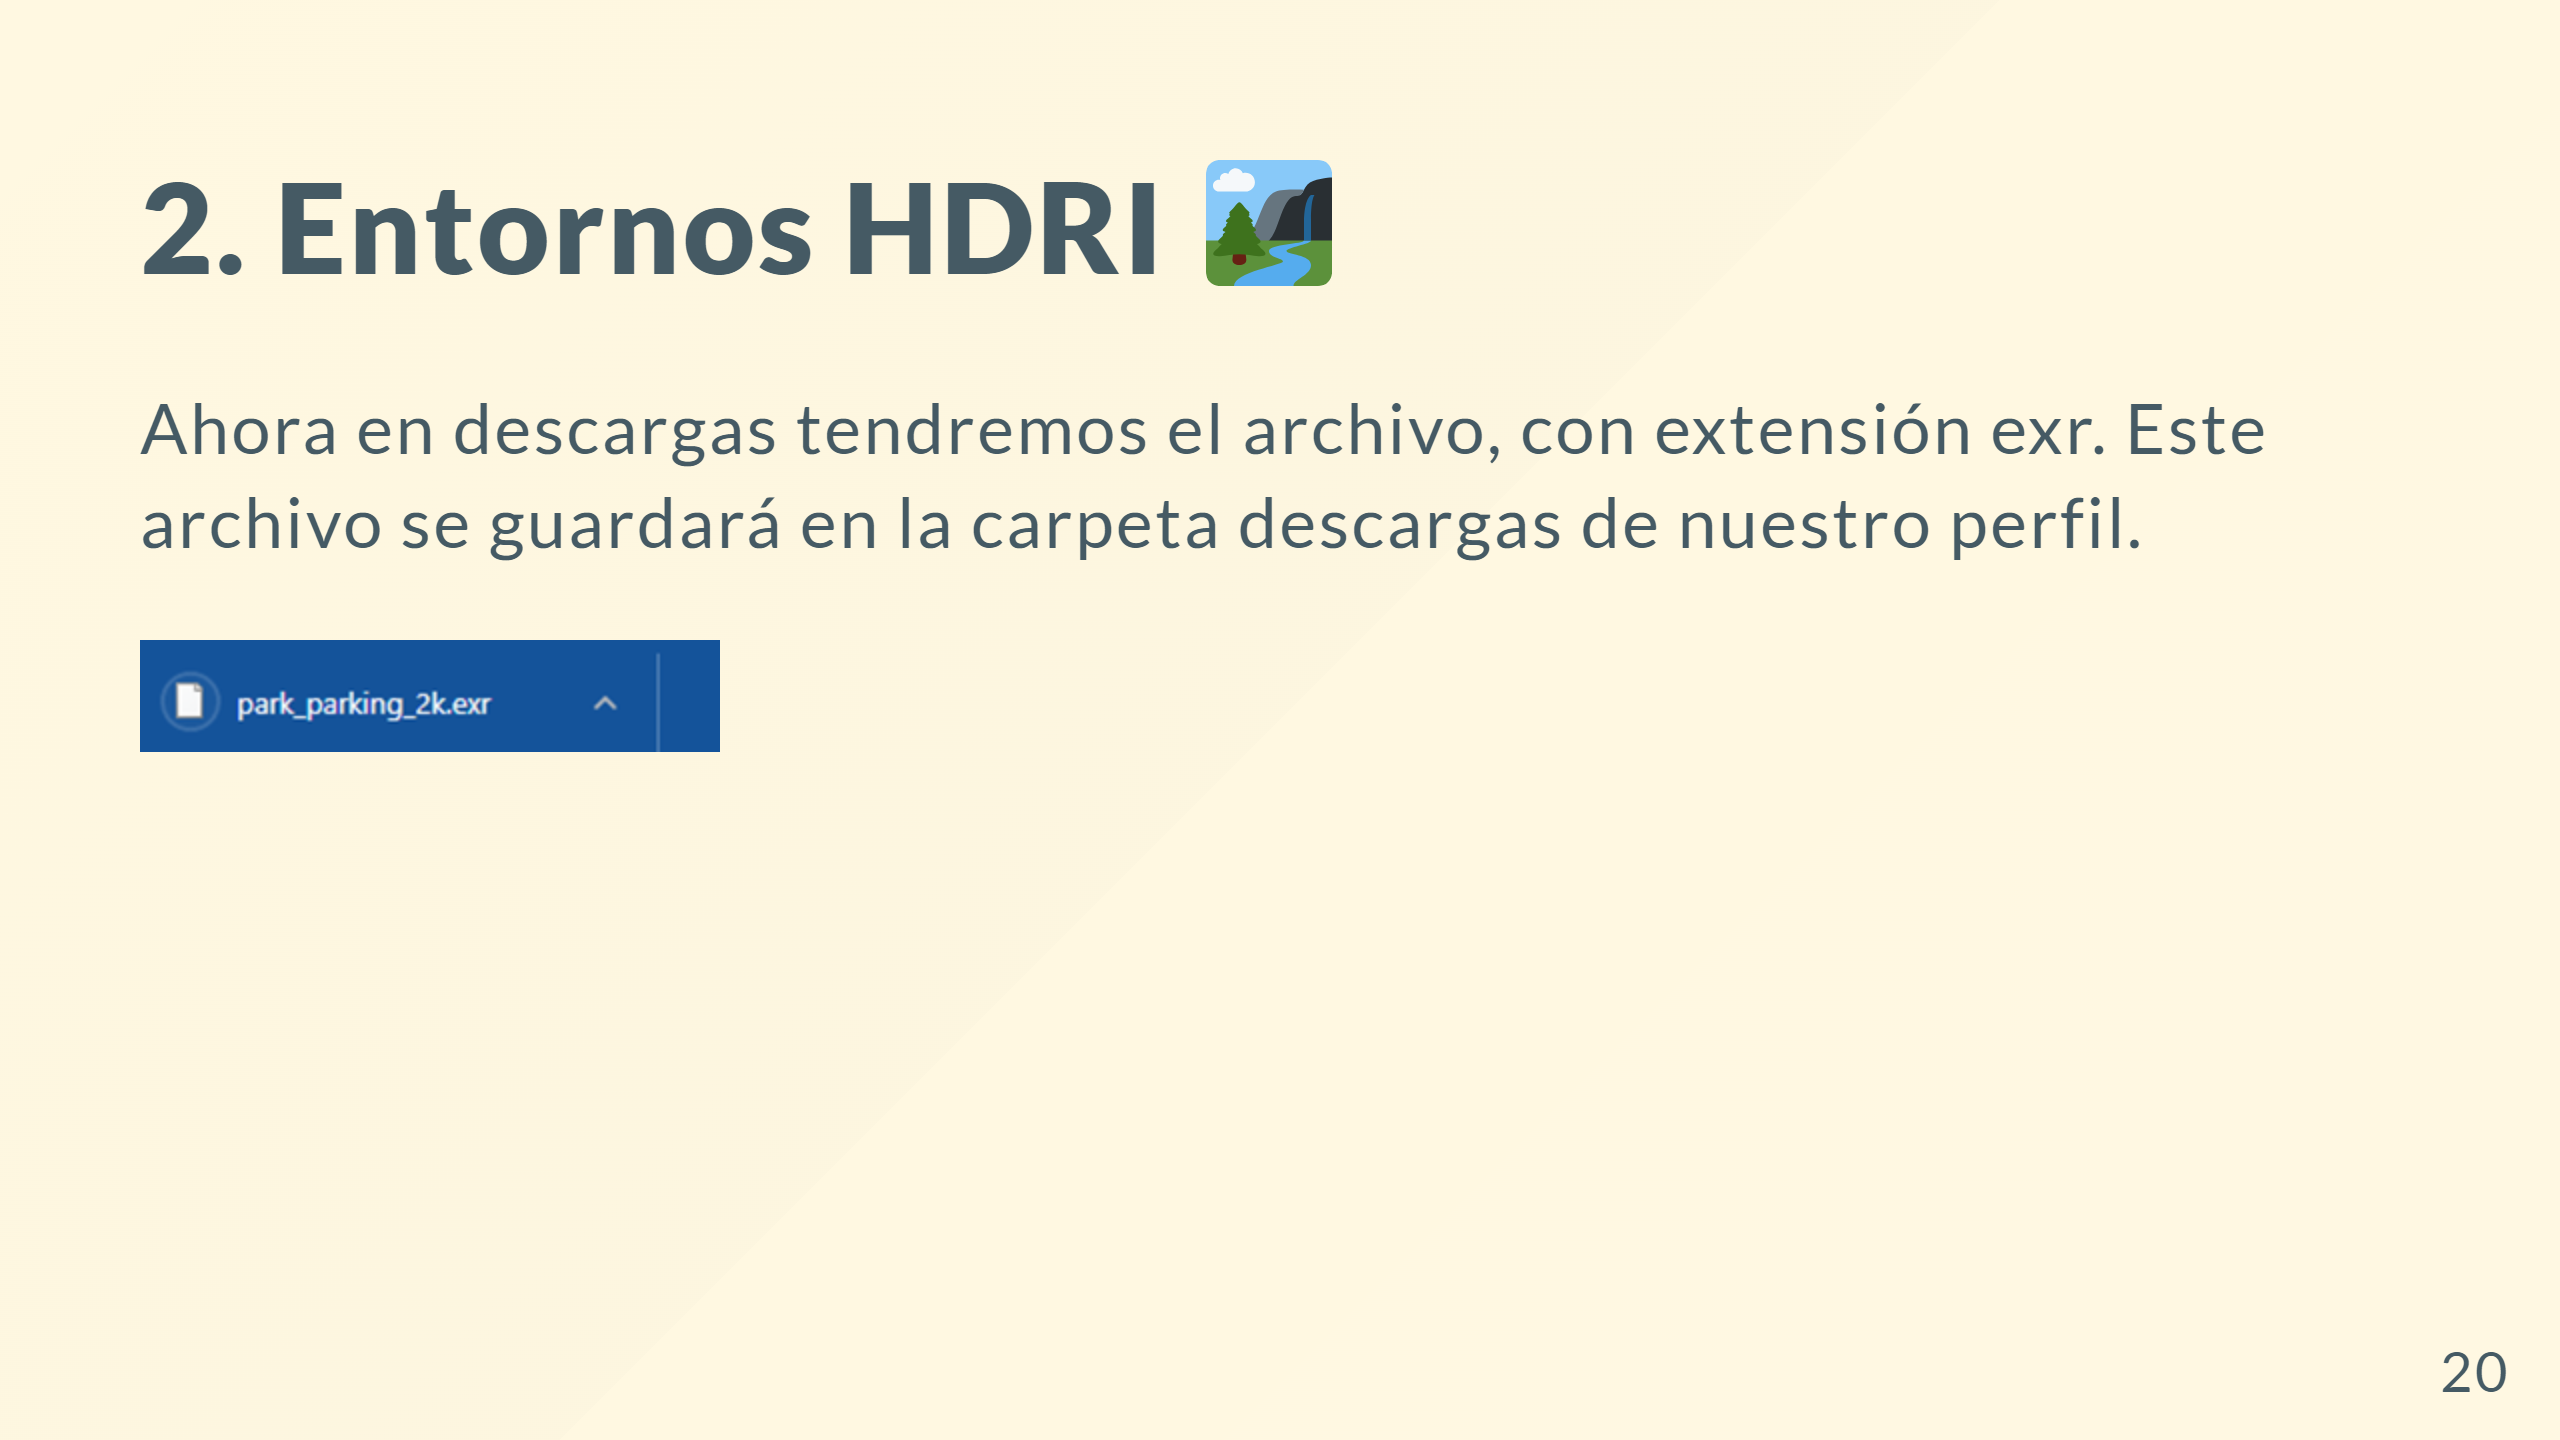 2. Entornos HDRI
Ahora en descargas tendremos el archivo, con extensión exr. Este
archivo se guardará en la carpeta descargas de nuestro perfil.
park_parking_2k.exr
20